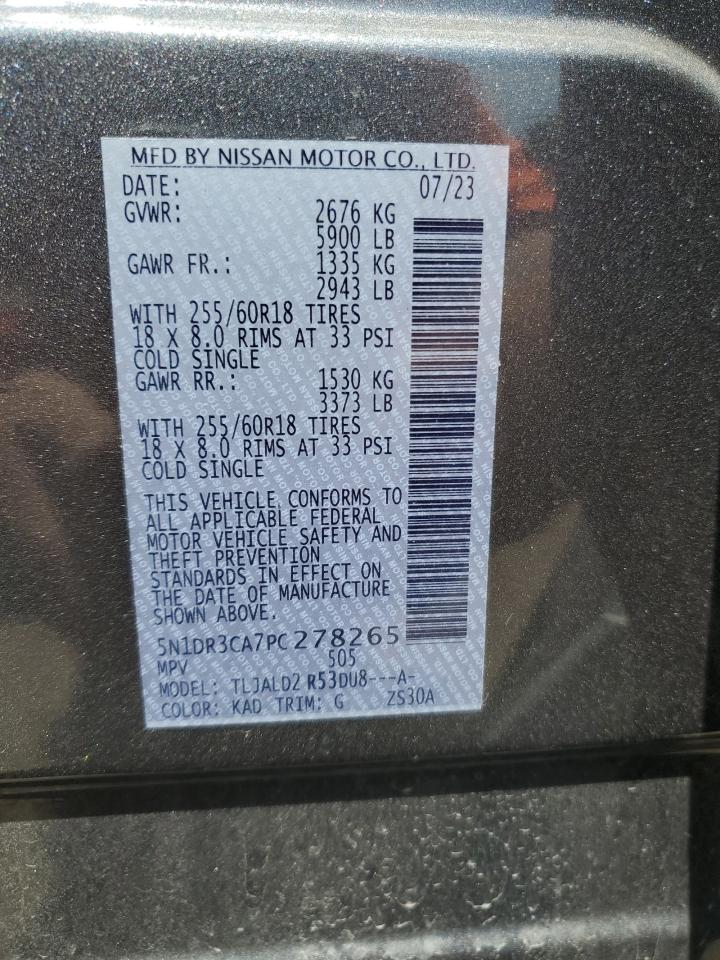 MFD BY NISSAN MOTOR CO., LTD.
DATE: 07/23
GVWR: 2676 KG
5900 LB
GAWR FR.: 1335 KG
2943 LB
WITH 255/60R18 TIRES
18 X 8.0 RIMS AT 33 PSI
COLD SINGLE
GAWR RR.: 1530 KG
3373 LB
WITH 255/60R18 TIRES
18 X 8.0 RIMS AT 33 PSI
COLD SINGLE
THIS VEHICLE CONFORMS TO
ALL APPLICABLE FEDERAL
MOTOR VEHICLE SAFETY AND
THEFT PREVENTION
STANDARDS IN EFFECT ON
THE DATE OF MANUFACTURE
SHOWN ABOVE.
5N1DR3CA7PC278265
MPV 505
MODEL: TLJALD2 R53DU8---A-
COLOR: KAD TRIM: G ZS30A